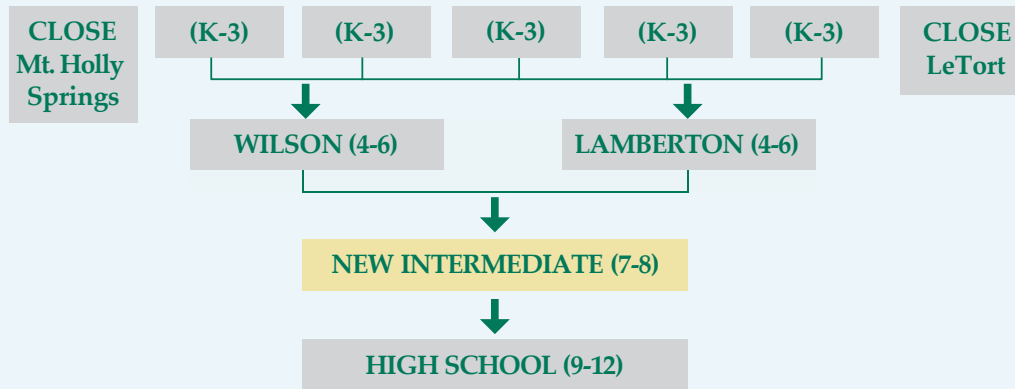 CLOSE
Mt. Holly
Springs
(K-3)
(K-3)
(K-3)
(K-3)
(K-3)
CLOSE
LeTort
WILSON (4-6)
LAMBERTON (4-6)
NEW INTERMEDIATE (7-8)
HIGH SCHOOL (9-12)